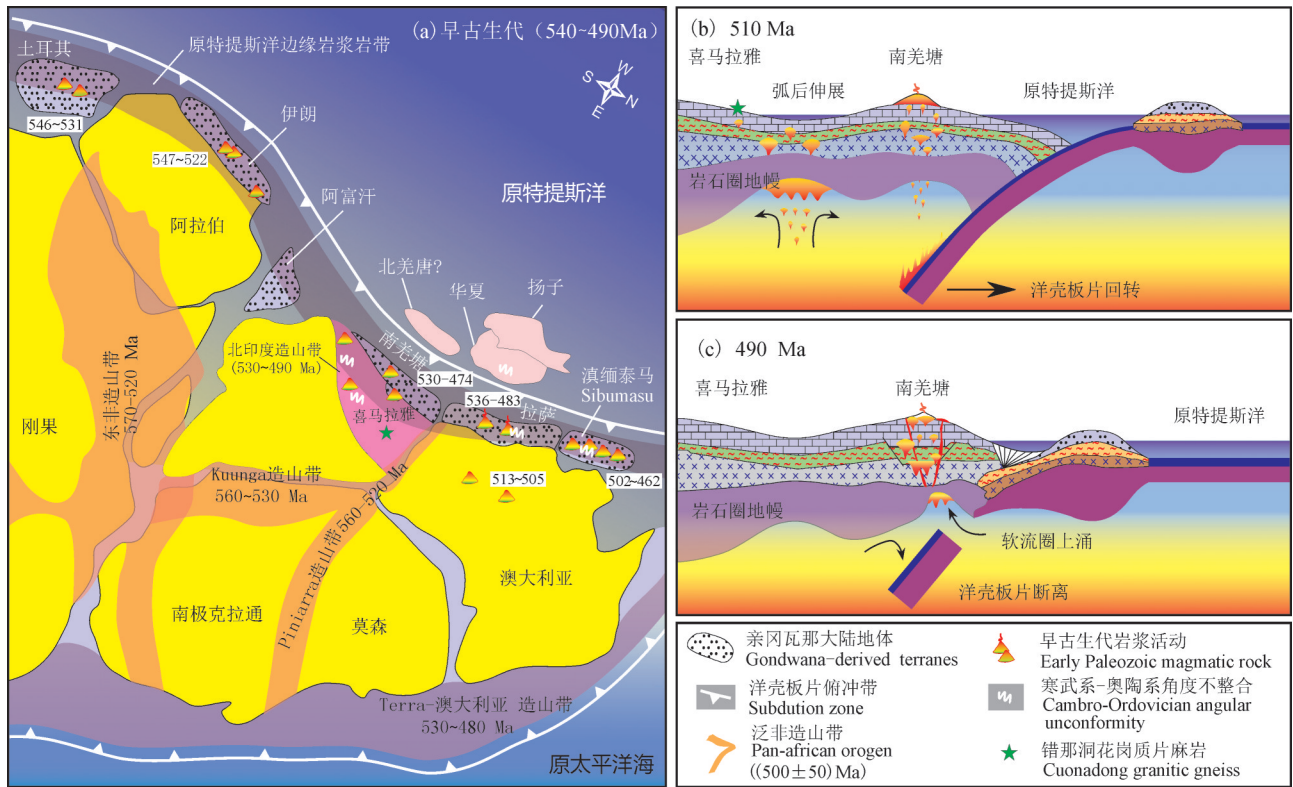 (a) 早古生代（540~490Ma）
土耳其
原特提斯洋边缘岩浆岩带
S
W
E
N
546-531
伊朗
547~522
阿富汗
原特提斯洋
阿拉伯
北羌唐?
华夏
扬子
北印度造山带
(530~490 Ma)
南羌塘
530-474
喜马拉雅
536-483
拉萨
滇缅泰马
Sibumasu
502~462
513~505
东非造山带
570-520 Ma
刚果
Kuunga造山带
560~530 Ma
Piniarra造山带560-520 Ma
南极克拉通
莫森
澳大利亚
Terra-澳大利亚 造山带
530~480 Ma
原太平洋海
(b) 510 Ma
喜马拉雅
南羌塘
弧后伸展
原特提斯洋
岩石圈地幔
洋壳板片回转
(c) 490 Ma
喜马拉雅
南羌塘
原特提斯洋
岩石圈地幔
软流圈上涌
洋壳板片断离
亲冈瓦那大陆地体
Gondwana-derived terranes
洋壳板片俯冲带
Subdution zone
泛非造山带
Pan-african orogen
((500±50)Ma)
早古生代岩浆活动
Early Paleozoic magmatic rock
寒武系-奥陶系角度不整合
Cambro-Ordovician angular
unconformity
错那洞花岗质片麻岩
Cuonadong granitic gneiss